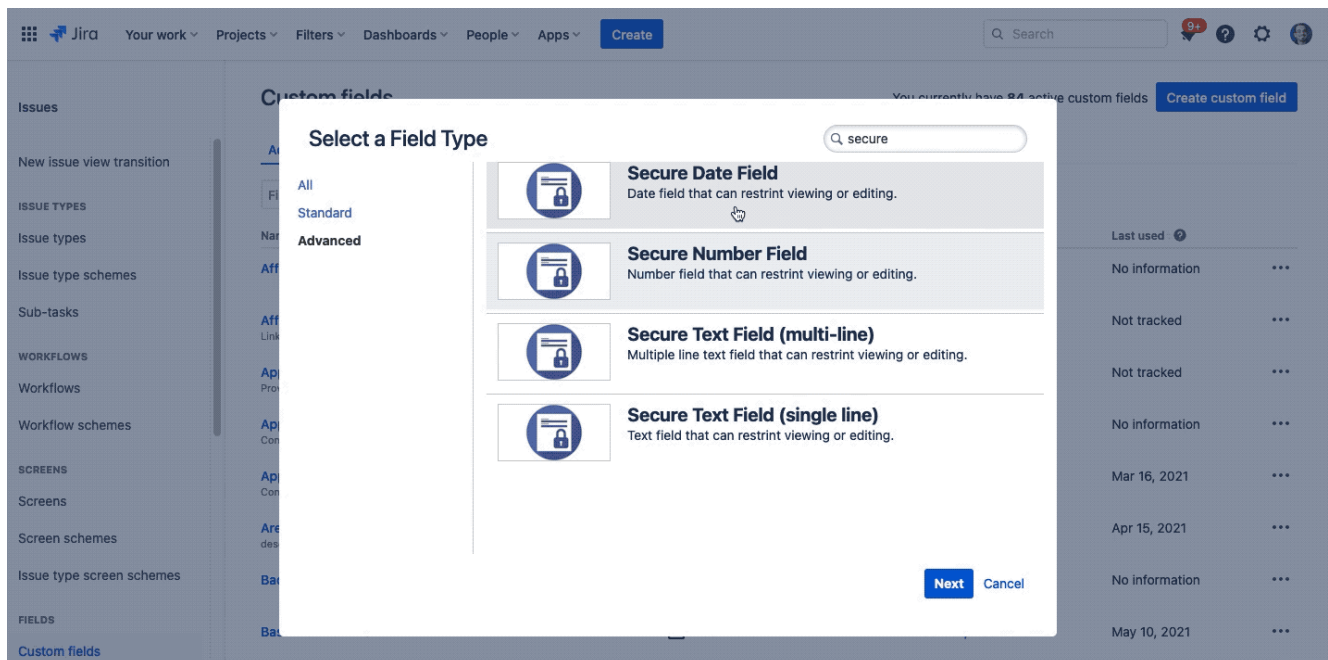 Jira Your work Projects Filters Dashboards People Apps Create Search 9+
Issues
New issue view transition
ISSUE TYPES
Issue types
Issue type schemes
Sub-tasks
WORKFLOWS
Workflows
Workflow schemes
SCREENS
Screens
Screen schemes
Issue type screen schemes
FIELDS
Custom fields
Custom fields
You currently have 84 active custom fields Create custom field
Select a Field Type
secure
All
Standard
Advanced
Secure Date Field
Date field that can restrint viewing or editing.
Secure Number Field
Number field that can restrint viewing or editing.
Secure Text Field (multi-line)
Multiple line text field that can restrint viewing or editing.
Secure Text Field (single line)
Text field that can restrint viewing or editing.
Next Cancel
Last used
No information
Not tracked
Not tracked
No information
Mar 16, 2021
Apr 15, 2021
No information
May 10, 2021